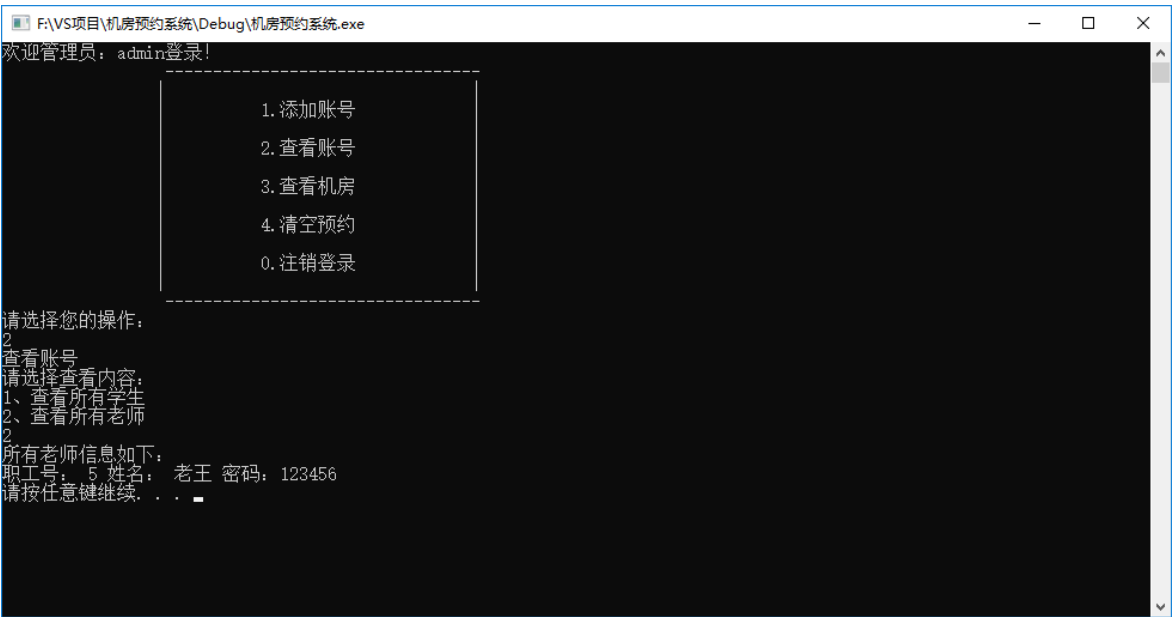 F:\VS项目\机房预约系统\Debug\机房预约系统.exe
欢迎管理员：admin登录！
---------------------------------
1.添加账号
2.查看账号
3.查看机房
4.清空预约
0.注销登录
---------------------------------
请选择您的操作：
2
查看账号
请选择查看内容：
1、查看所有学生
2、查看所有老师
2
所有老师信息如下：
职工号： 5 姓名： 老王 密码：123456
请按任意键继续. . .